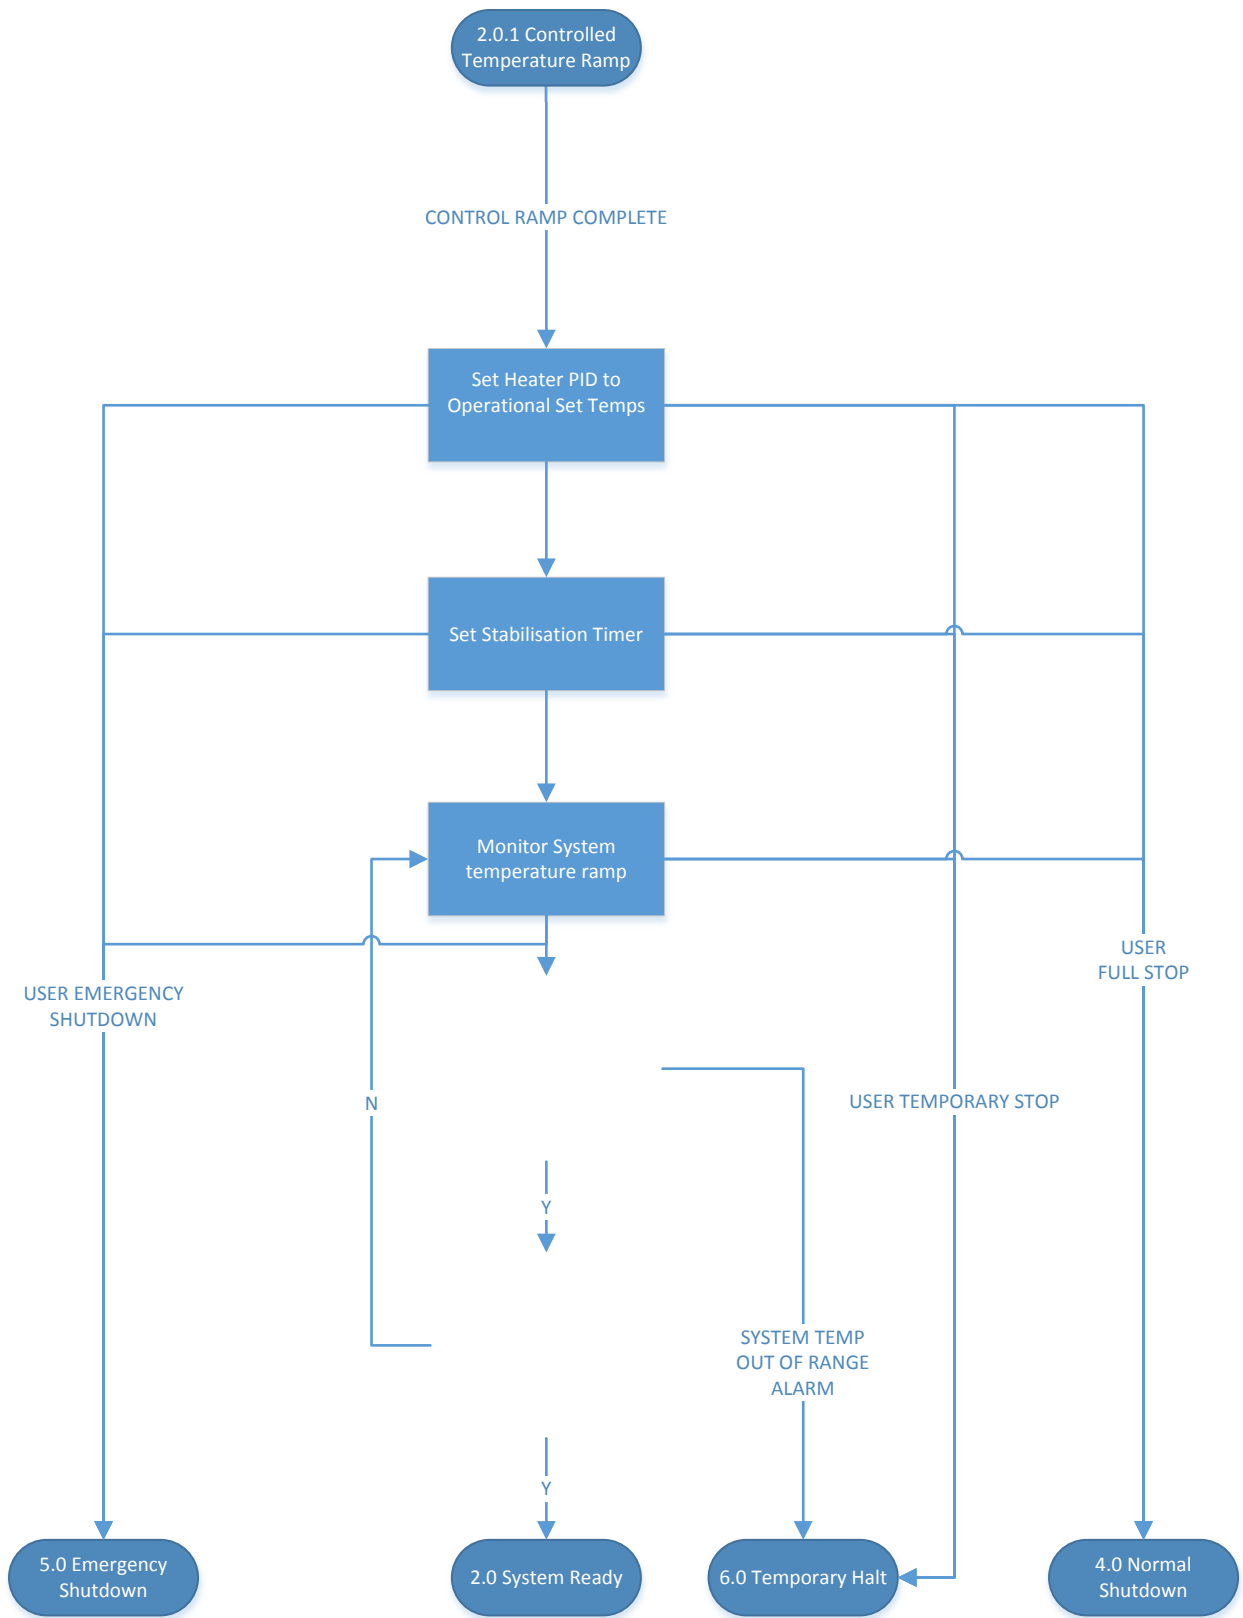 2.0.1 Controlled
Temperature Ramp
CONTROL RAMP COMPLETE
Set Heater PID to
Operational Set Temps
Set Stabilisation Timer
Monitor System
temperature ramp
USER
FULL STOP
USER EMERGENCY
SHUTDOWN
N
USER TEMPORARY STOP
Y
SYSTEM TEMP
OUT OF RANGE
ALARM
Y
5.0 Emergency
Shutdown
2.0 System Ready
6.0 Temporary Halt
4.0 Normal
Shutdown